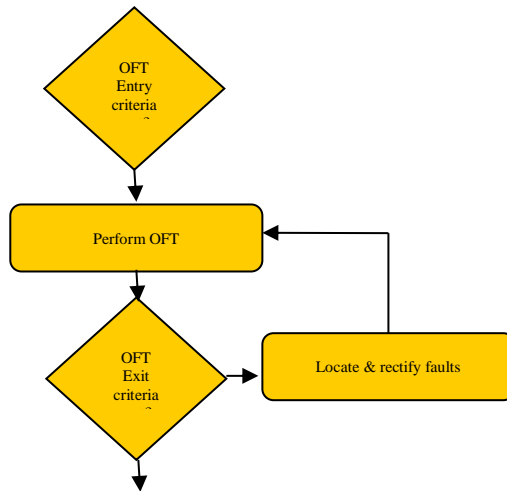 OFT
Entry
criteria
Perform OFT
OFT
Exit
criteria
Locate & rectify faults